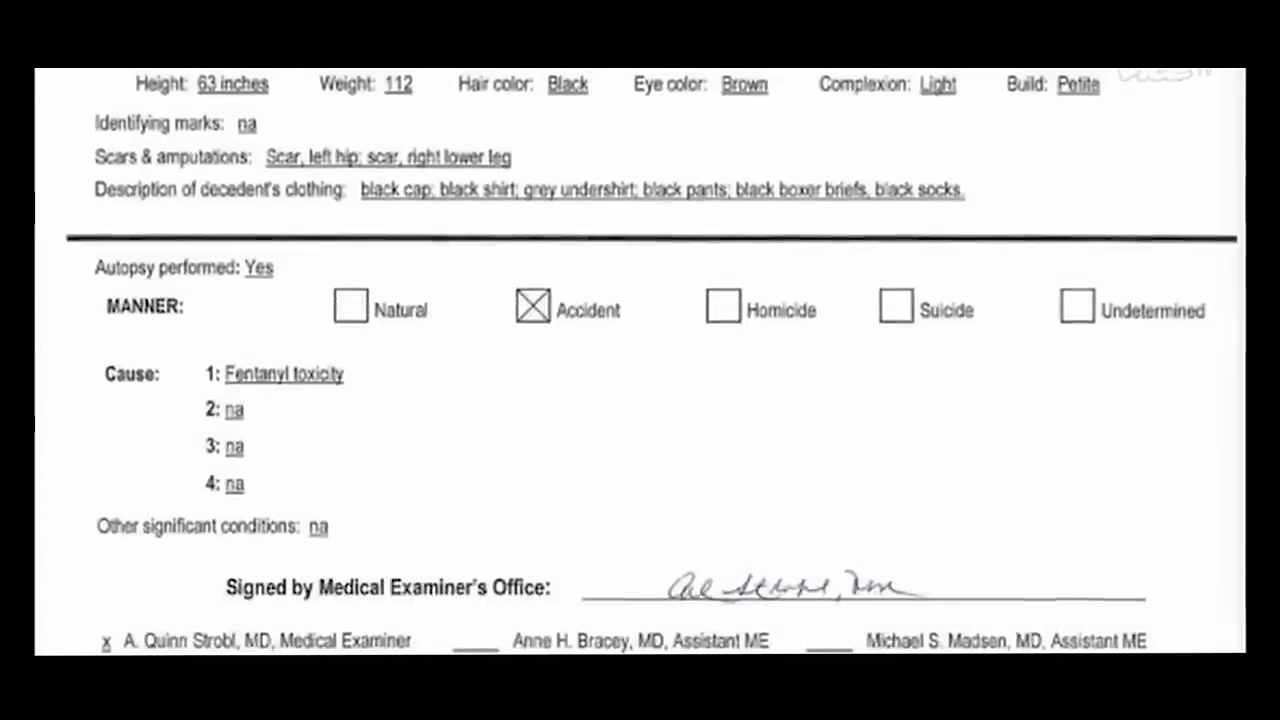 Height: 63 inches Weight: 112 Hair color: Black Eye color: Brown Complexion: Light Build: Petite
Identifying marks: na
Scars & amputations: Scar, left hip; scar, right lower leg
Description of decedent's clothing: black cap; black shirt; grey undershirt; black pants; black boxer briefs, black socks.
Autopsy performed: Yes
MANNER: Natural Accident Homicide Suicide Undetermined
Cause: 1: Fentanyl toxicity
2: na
3: na
4: na
Other significant conditions: na
Signed by Medical Examiner's Office:
x A. Quinn Strobl, MD, Medical Examiner Anne H. Bracey, MD, Assistant ME Michael S. Madsen, MD, Assistant ME